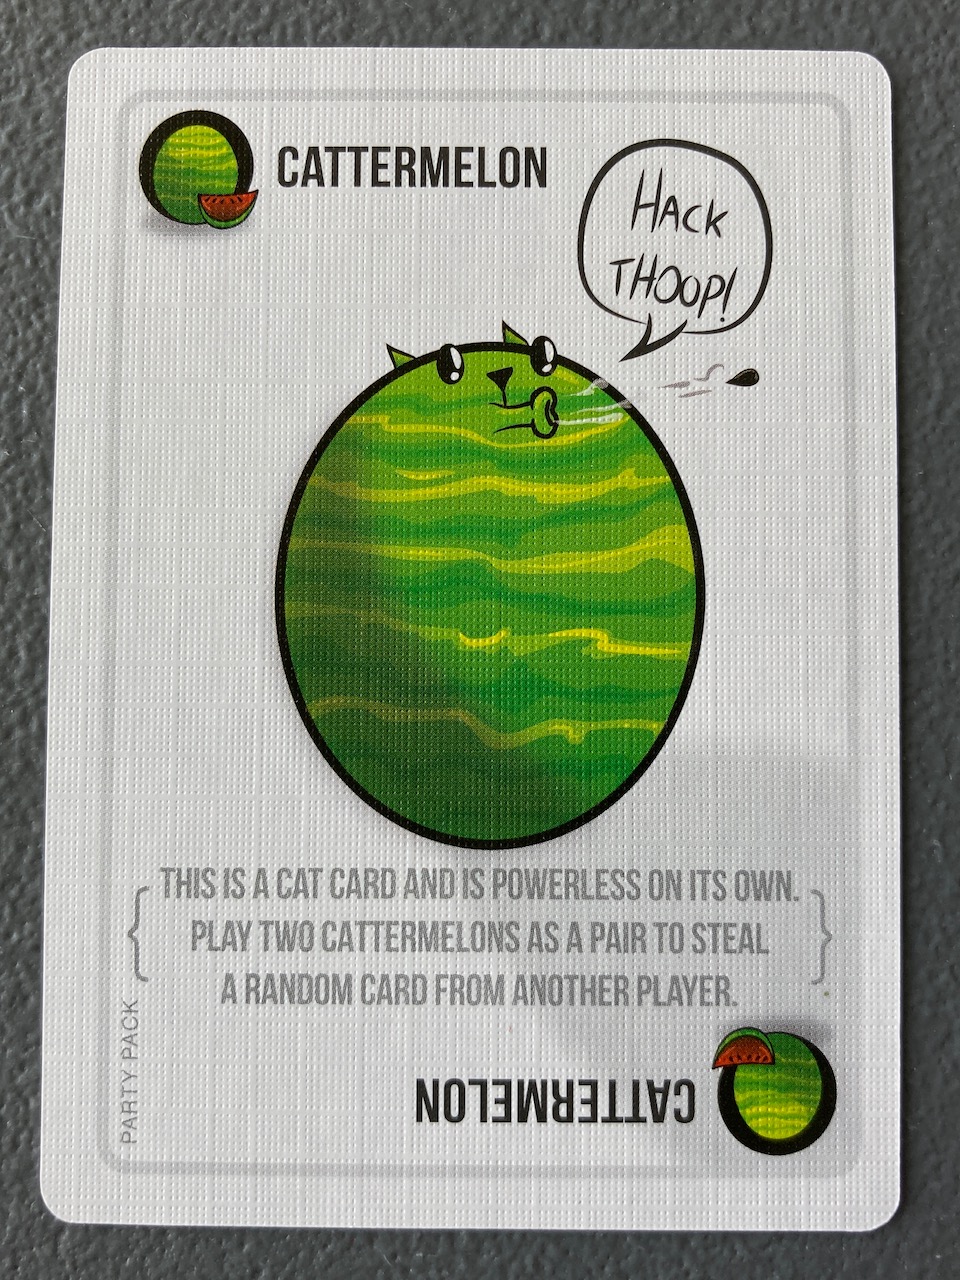 CATTERMELON
HACK
THOOP!
THIS IS A CAT CARD AND IS POWERLESS ON ITS OWN.
PLAY TWO CATTERMELONS AS A PAIR TO STEAL
A RANDOM CARD FROM ANOTHER PLAYER.
PARTY PACK
CATTERMELON